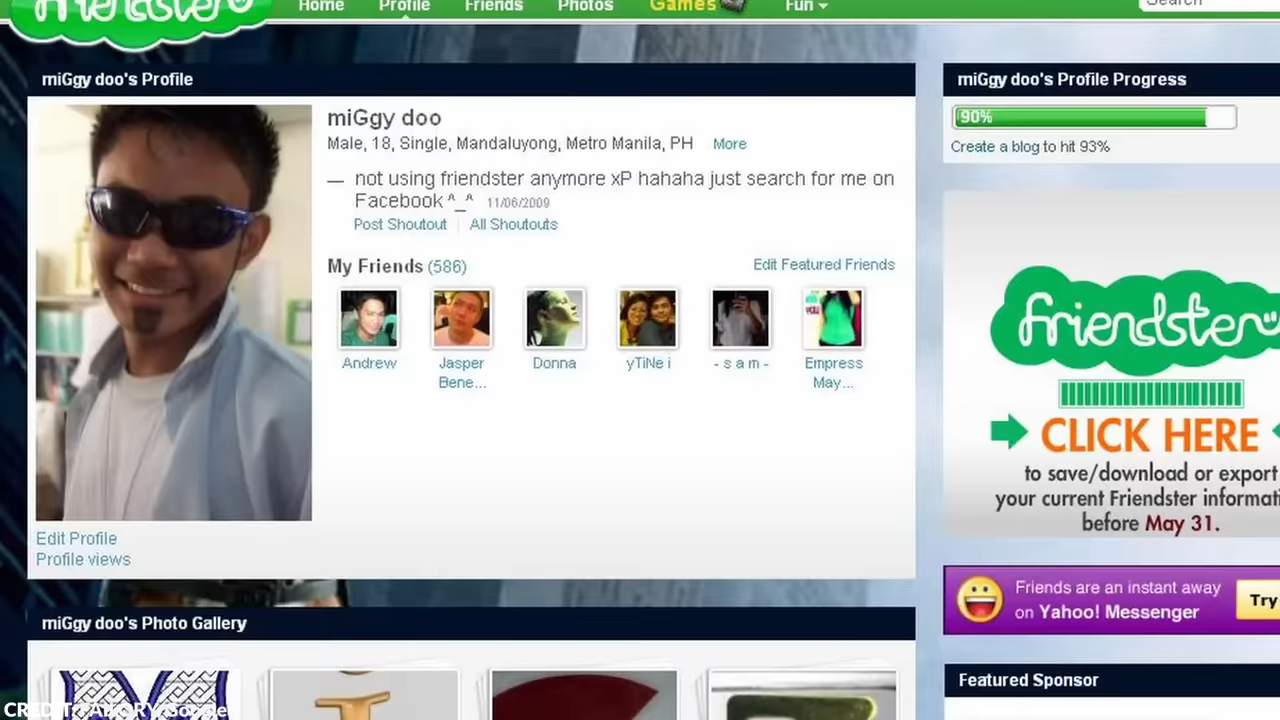 friendster
Home Profile Friends Photos Games Fun
Search
miGgy doo's Profile
miGgy doo
Male, 18, Single, Mandaluyong, Metro Manila, PH More
— not using friendster anymore xP hahaha just search for me on
Facebook ^_^ 11/06/2009
Post Shoutout All Shoutouts
My Friends (586) Edit Featured Friends
Andrew
Jasper
Bene...
Donna
yTiNe i
- s a m -
Empress
May...
Edit Profile
Profile views
miGgy doo's Photo Gallery
miGgy doo's Profile Progress
90%
Create a blog to hit 93%
friendster
CLICK HERE
to save/download or export
your current Friendster informati
before May 31.
Friends are an instant away
on Yahoo! Messenger
Try
Featured Sponsor